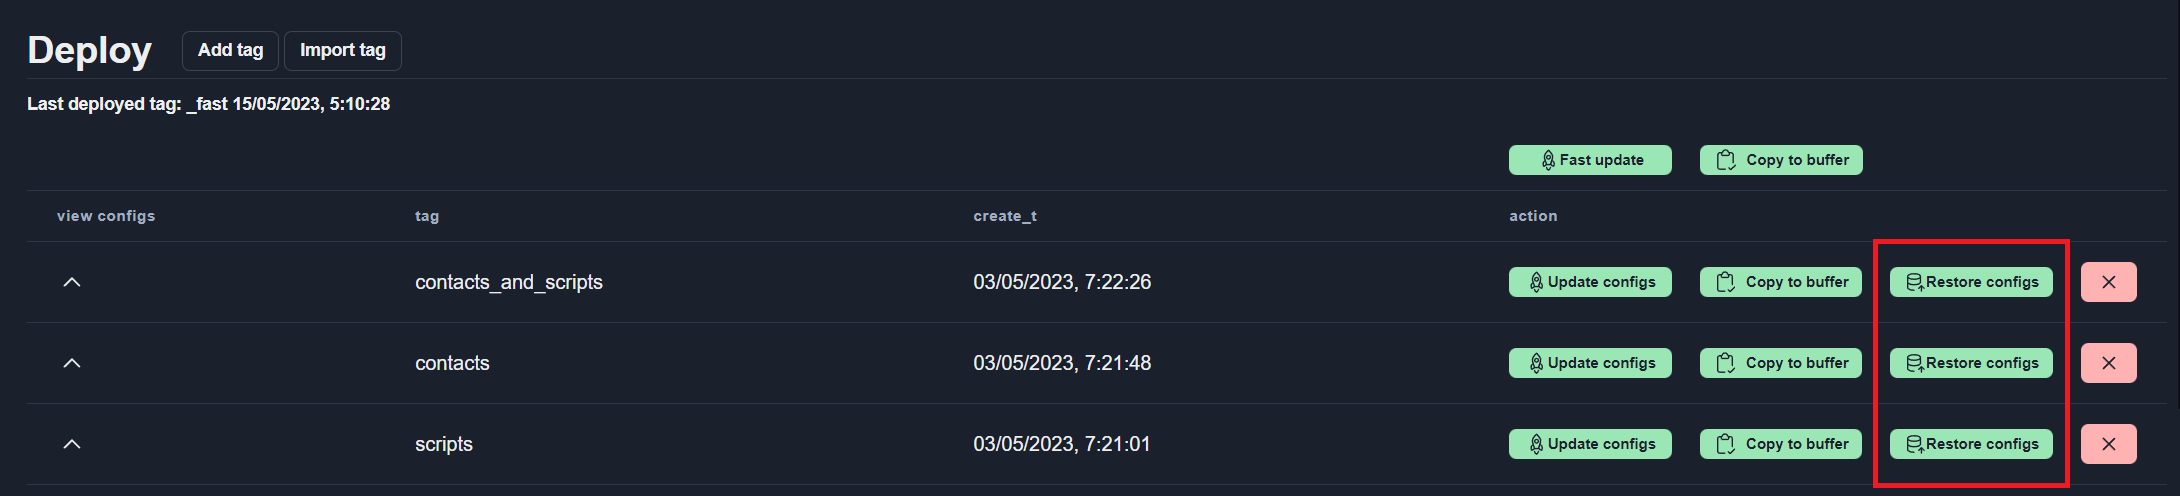 Deploy Add tag Import tag
Last deployed tag: _fast 15/05/2023, 5:10:28
Fast update Copy to buffer
view configs tag create_t action
contacts_and_scripts 03/05/2023, 7:22:26 Update configs Copy to buffer Restore configs
contacts 03/05/2023, 7:21:48 Update configs Copy to buffer Restore configs
scripts 03/05/2023, 7:21:01 Update configs Copy to buffer Restore configs